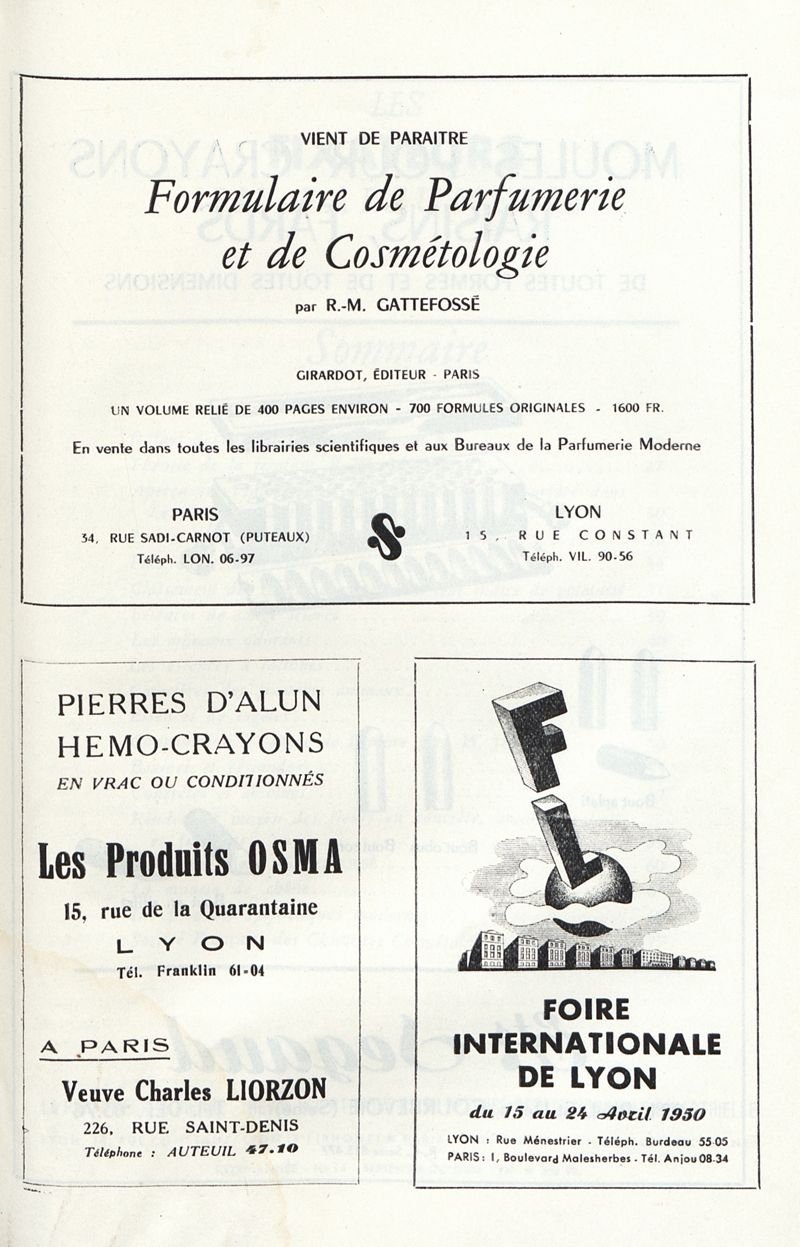 VIENT DE PARAITRE
Formulaire de Parfumerie
et de Cosmétologie
par R.-M. GATTEFOSSÉ
GIRARDOT, ÉDITEUR - PARIS
UN VOLUME RELIÉ DE 400 PAGES ENVIRON - 700 FORMULES ORIGINALES - 1600 FR.
En vente dans toutes les librairies scientifiques et aux Bureaux de la Parfumerie Moderne
PARIS
34, RUE SADI-CARNOT (PUTEAUX)
Téléph. LON. 06-97
LYON
15, RUE CONSTANT
Téléph. VIL. 90-56
PIERRES D'ALUN
HEMO-CRAYONS
EN VRAC OU CONDITIONNÉS
Les Produits OSMA
15, rue de la Quarantaine
LYON
Tél. Franklin 61-04
A PARIS
Veuve Charles LIORZON
226, RUE SAINT-DENIS
Téléphone : AUTEUIL 47.10
F
I
L
FOIRE
INTERNATIONALE
DE LYON
du 15 au 24 Avril 1950
LYON : Rue Ménestrier - Téléph. Burdeau 55-05
PARIS : 1, Boulevard Malesherbes - Tél. Anjou 08-34